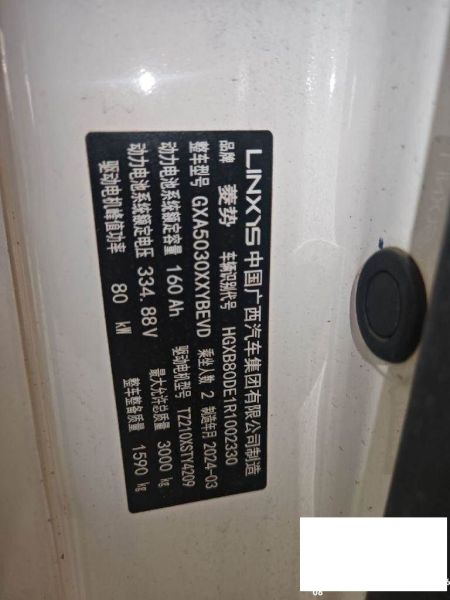 LINXYS 中国广西汽车集团有限公司制造
品牌 菱势 车辆识别代号 HGXB80DE1R1002330
整车型号 GXA5030XXYBEVD 乘坐人数 2 制造年月 2024-03
动力电池系统额定容量 160 Ah 驱动电机型号 TZ210XSTY4209
动力电池系统额定电压 334.88V 最大允许总质量 3000 kg
驱动电机峰值功率 80 kW 整车整备质量 1590 kg
08